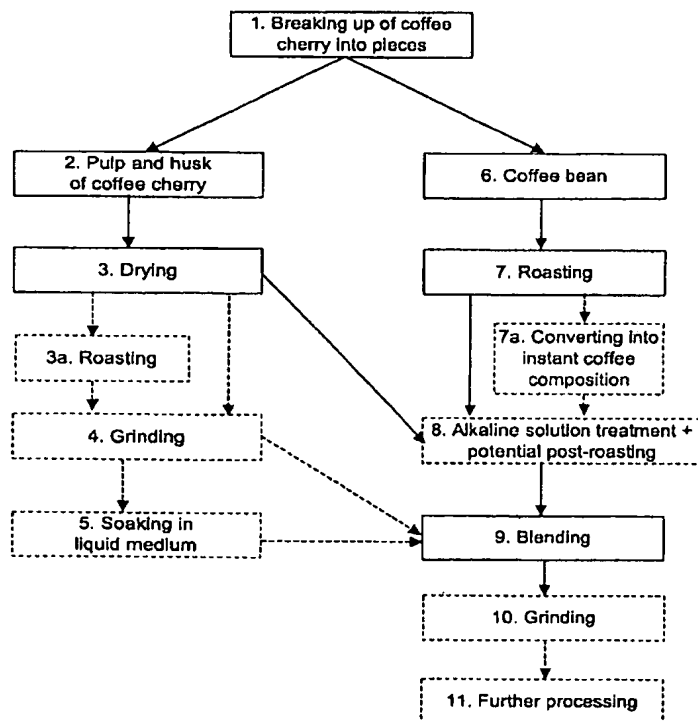 1. Breaking up of coffee
cherry into pieces
2. Pulp and husk
of coffee cherry
6. Coffee bean
3. Drying
7. Roasting
3a. Roasting
7a. Converting into
instant coffee
composition
4. Grinding
8. Alkaline solution treatment +
potential post-roasting
5. Soaking in
liquid medium
9. Blending
10. Grinding
11. Further processing